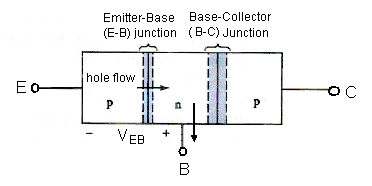 Emitter-Base Base-Collector
(E-B) junction (B-C) Junction
hole flow
E C
p n p
- VEB +
B